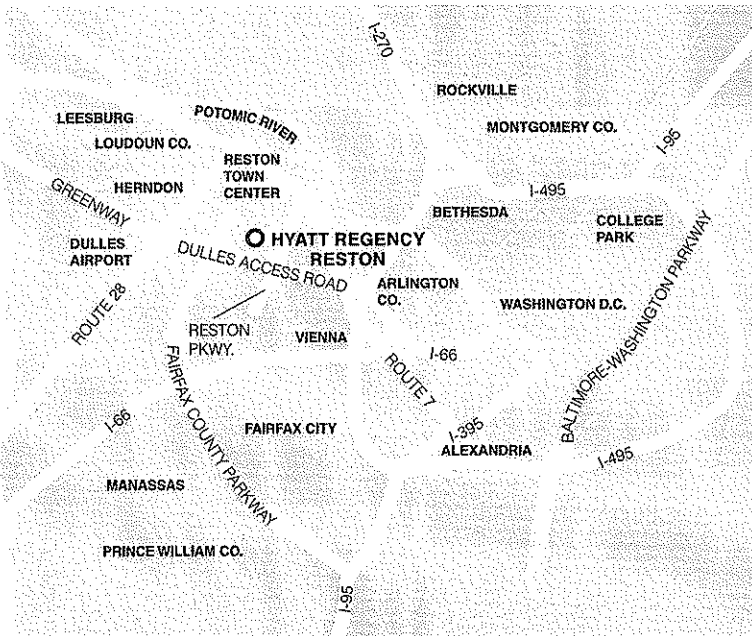 I-270
ROCKVILLE
LEESBURG
POTOMIC RIVER
MONTGOMERY CO.
LOUDOUN CO.
I-95
RESTON
TOWN
CENTER
HERNDON
GREENWAY
I-495
BETHESDA
COLLEGE
PARK
HYATT REGENCY
RESTON
DULLES
AIRPORT
DULLES ACCESS ROAD
ARLINGTON
CO.
WASHINGTON D.C.
BALTIMORE-WASHINGTON PARKWAY
ROUTE 28
RESTON
PKWY.
VIENNA
I-66
ROUTE 7
FAIRFAX COUNTY PARKWAY
I-66
FAIRFAX CITY
I-395
ALEXANDRIA
I-495
MANASSAS
PRINCE WILLIAM CO.
I-95